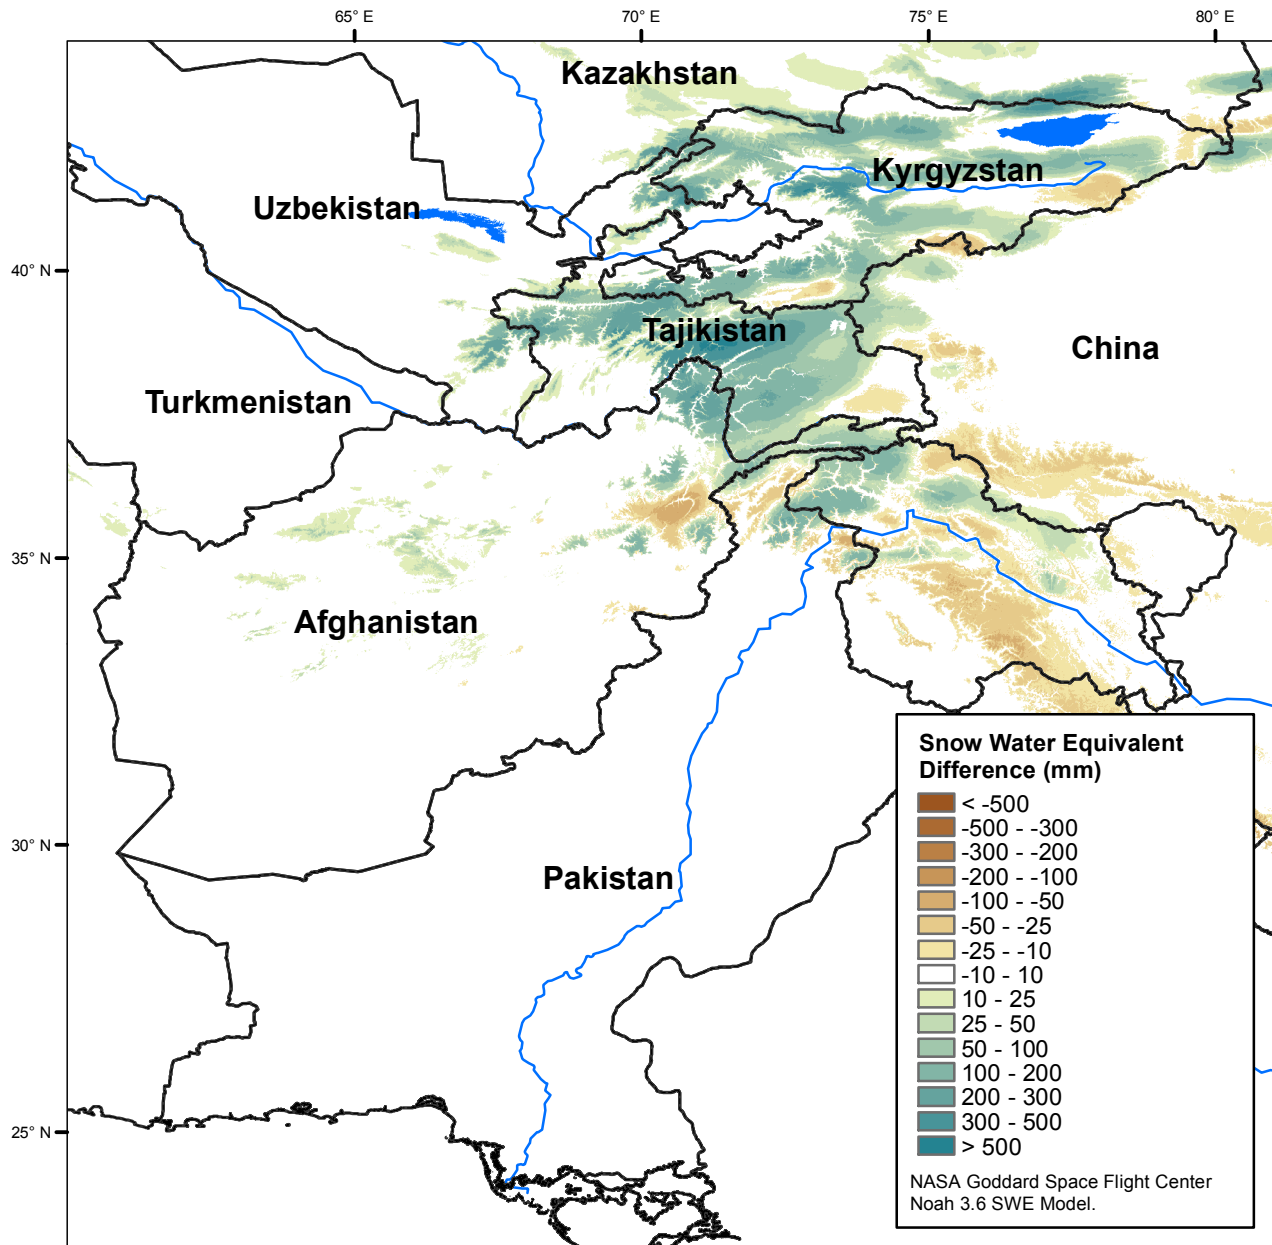 65° E
70° E
75° E
80° E
Kazakhstan
Kyrgyzstan
Uzbekistan
40° N
Tajikistan
China
Turkmenistan
35° N
Afghanistan
Snow Water Equivalent
Difference (mm)
< -500
-500 - -300
-300 - -200
-200 - -100
-100 - -50
-50 - -25
-25 - -10
-10 - 10
10 - 25
25 - 50
50 - 100
100 - 200
200 - 300
300 - 500
> 500
30° N
Pakistan
25° N
NASA Goddard Space Flight Center
Noah 3.6 SWE Model.